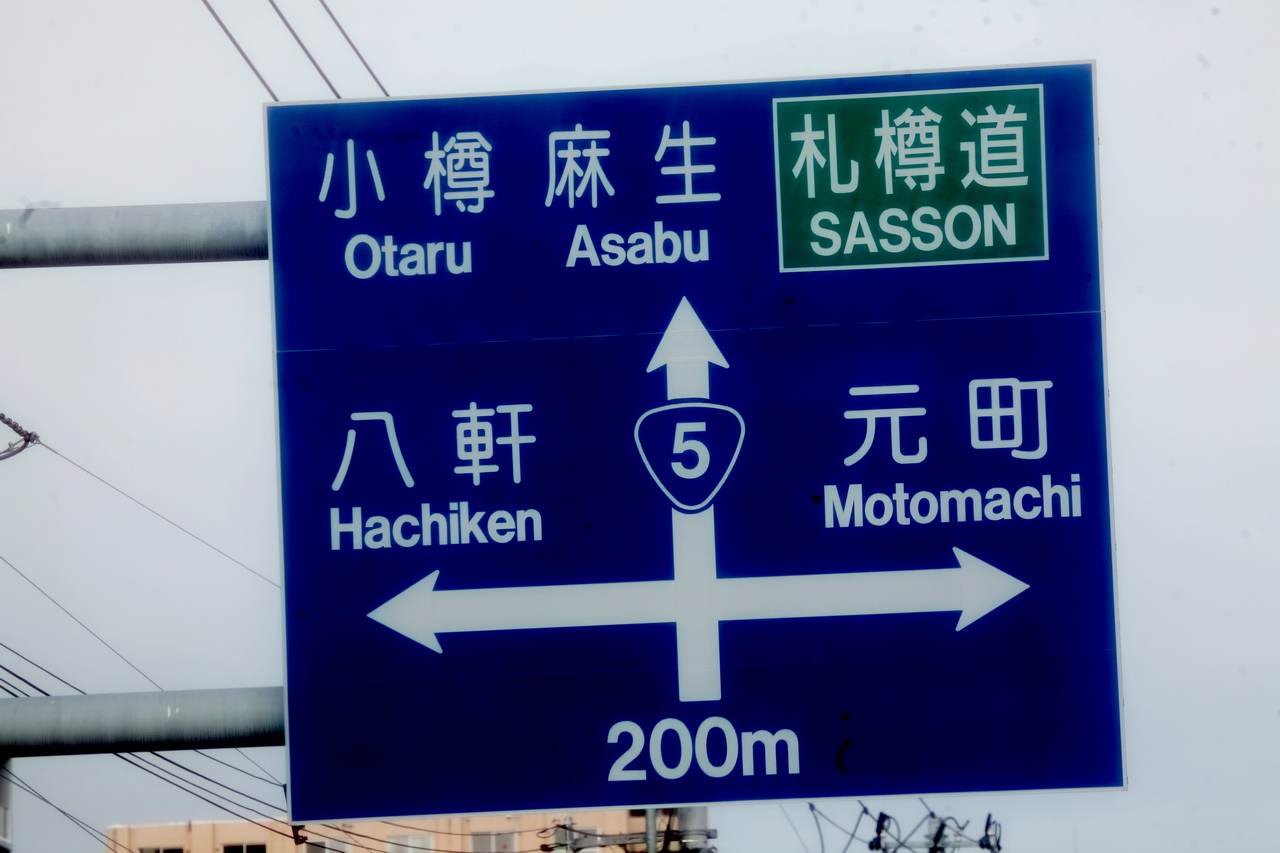 小樽 麻生 札樽道
Otaru Asabu SASSON
八軒 5 元町
Hachiken Motomachi
200m